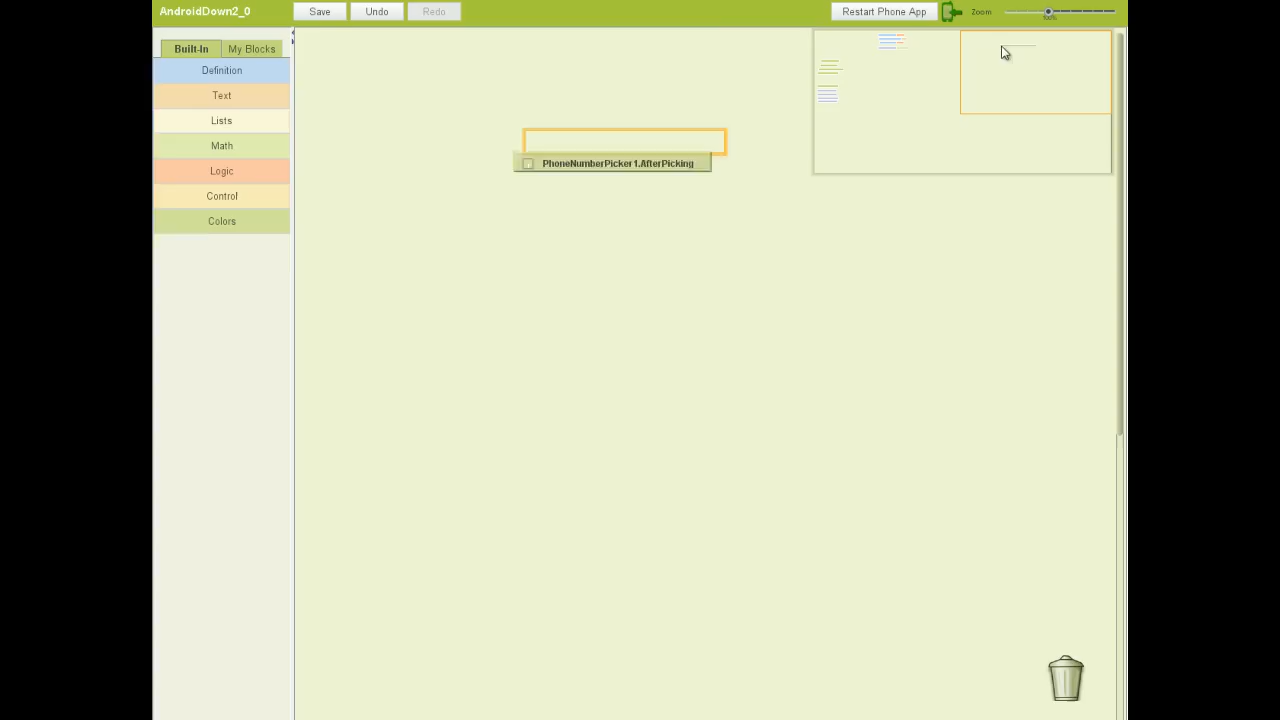 AndroidDown2_0
Save
Undo
Redo
Restart Phone App
Zoom
Built-In
My Blocks
Definition
Text
Lists
Math
Logic
Control
Colors
PhoneNumberPicker1.AfterPicking